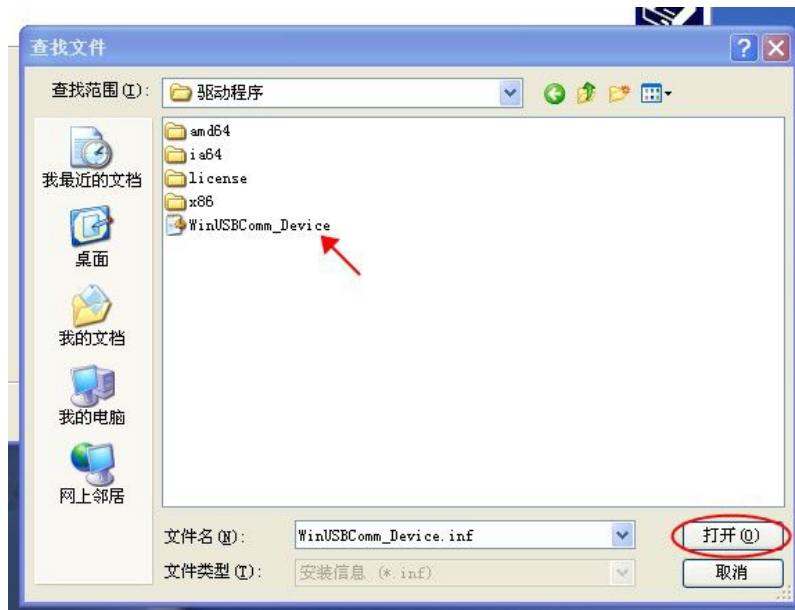 查找文件
查找范围(I):
驱动程序
amd64
ia64
license
x86
WinUSBComm_Device
我最近的文档
桌面
我的文档
我的电脑
网上邻居
文件名(N):
WinUSBComm_Device.inf
打开(O)
文件类型(T):
安装信息 (*.inf)
取消